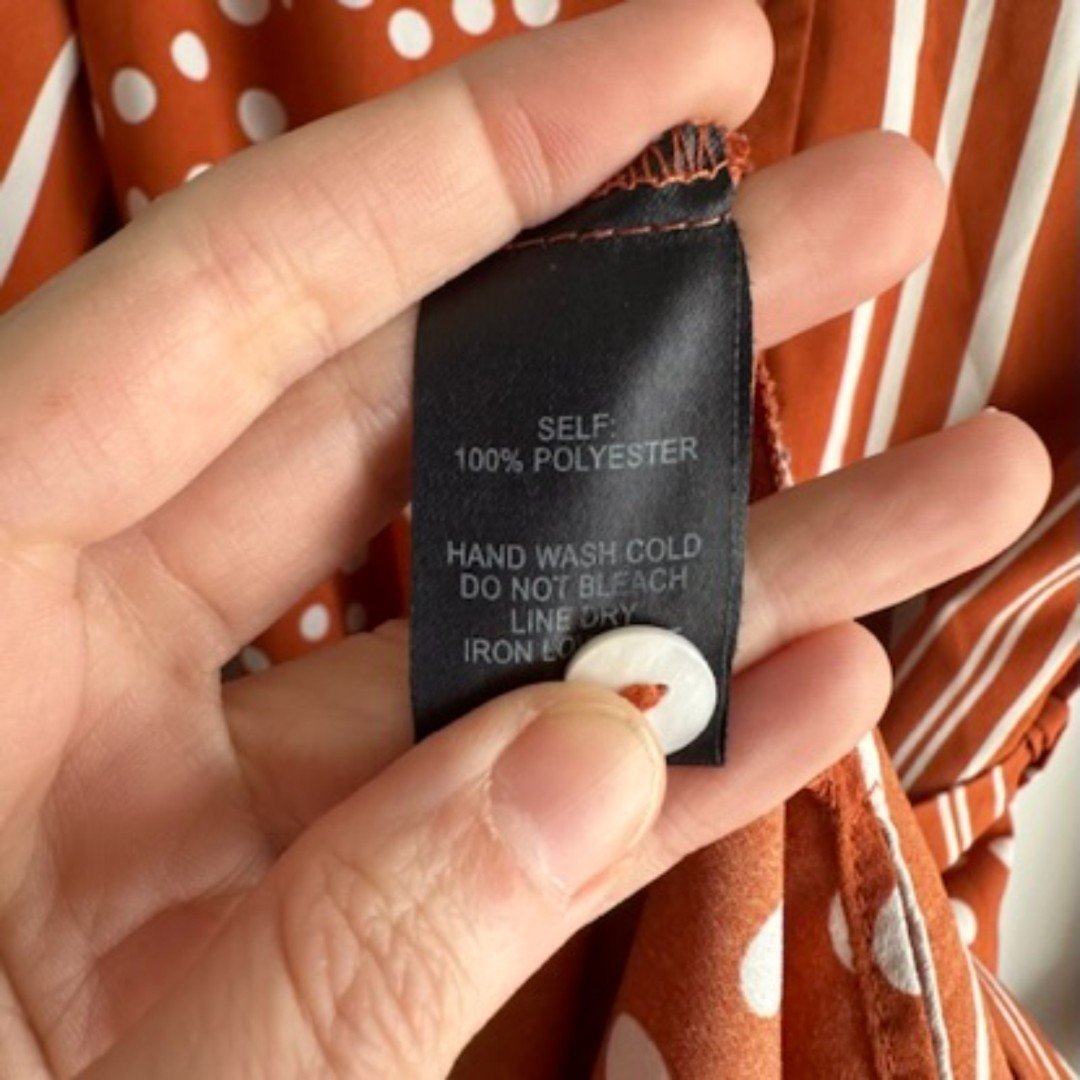 SELF:
100% POLYESTER
HAND WASH COLD
DO NOT BLEACH
LINE DRY
IRON